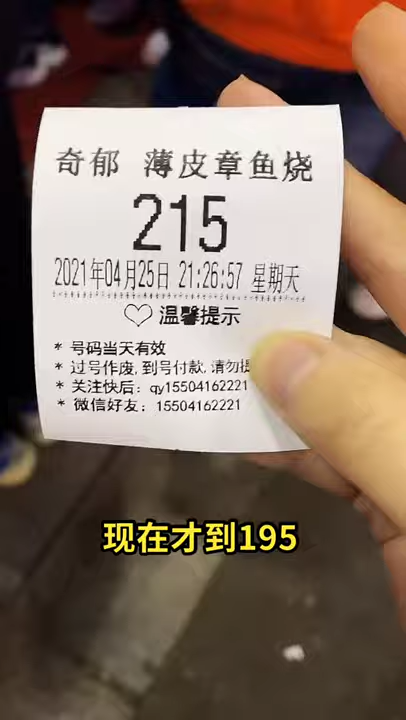 奇郁 薄皮章鱼烧
215
2021年04月25日 21:26:57 星期天
温馨提示
* 号码当天有效
* 过号作废,到号付款,请勿提
* 关注快后: qy15504162221
* 微信好友: 15504162221
现在才到195